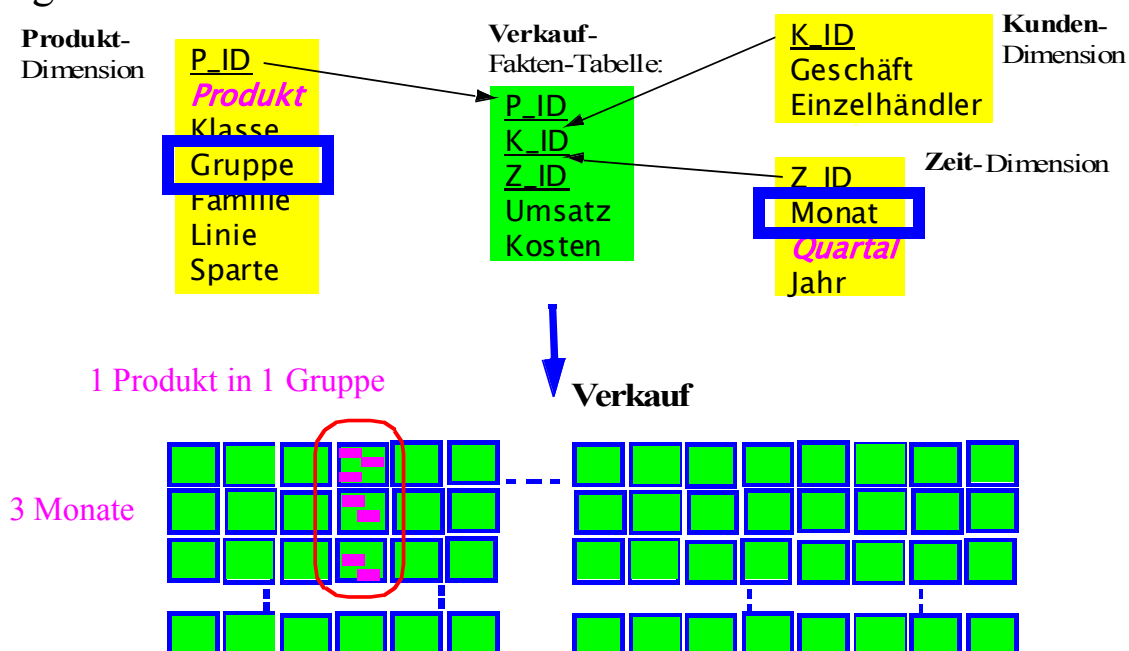 Produkt-
Dimension
P_ID
Produkt
Klasse
Gruppe
Familie
Linie
Sparte
Verkauf-
Fakten-Tabelle:
P_ID
K_ID
Z_ID
Umsatz
Kosten
K_ID
Geschäft
Einzelhändler
Kunden-
Dimension
Z_ID
Monat
Quartal
Jahr
Zeit-Dimension
1 Produkt in 1 Gruppe
Verkauf
3 Monate